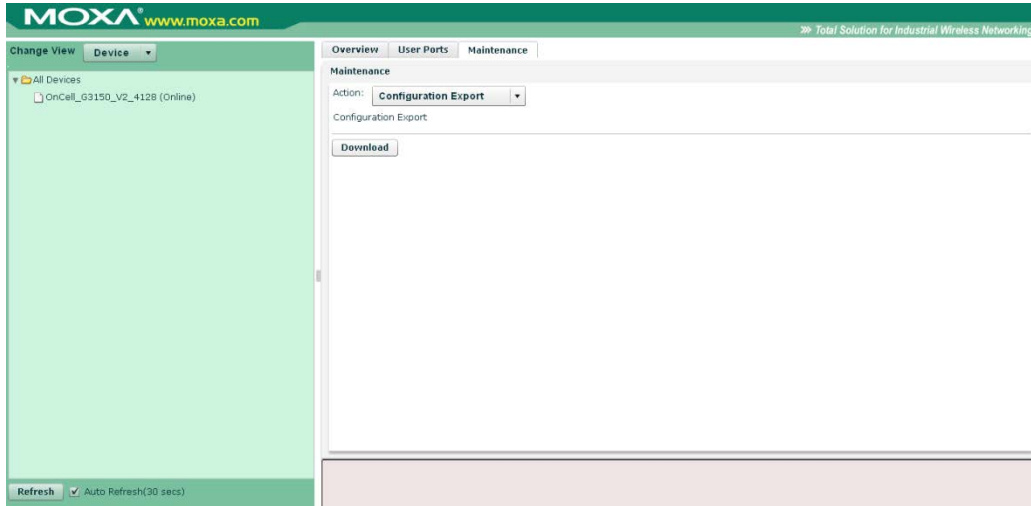 MOXA® www.moxa.com
>>> Total Solution for Industrial Wireless Networking
Change View Device
All Devices
OnCell_G3150_V2_4128 (Online)
Overview User Ports Maintenance
Maintenance
Action: Configuration Export
Configuration Export
Download
Refresh Auto Refresh(30 secs)